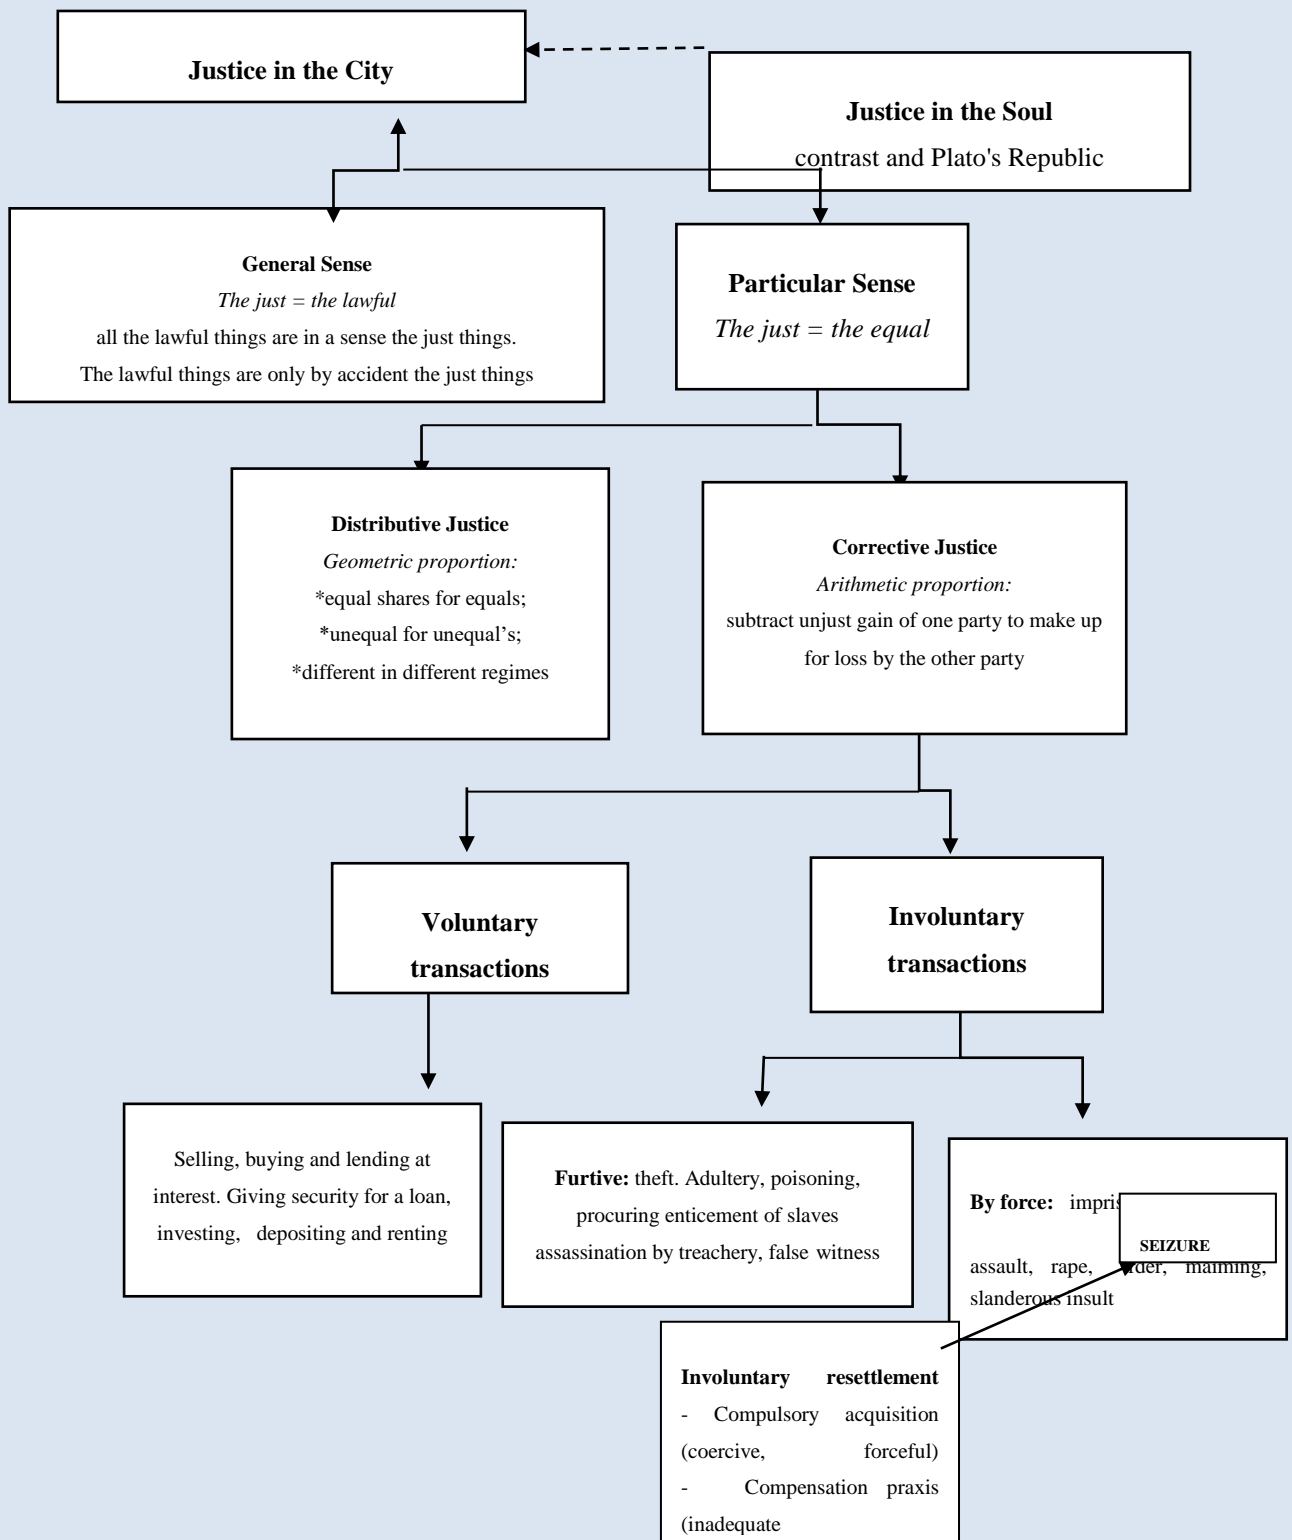 Justice in the City
Justice in the Soul
contrast and Plato's Republic
General Sense
The just = the lawful
all the lawful things are in a sense the just things.
The lawful things are only by accident the just things
Particular Sense
The just = the equal
Distributive Justice
Geometric proportion:
*equal shares for equals;
*unequal for unequal's;
*different in different regimes
Corrective Justice
Arithmetic proportion:
subtract unjust gain of one party to make up
for loss by the other party
Voluntary
transactions
Involuntary
transactions
Selling, buying and lending at
interest. Giving security for a loan,
investing, depositing and renting
Furtive: theft. Adultery, poisoning,
procuring enticement of slaves
assassination by treachery, false witness
By force:
SEIZURE
assault, rape, maiming,
slanderous insult
Involuntary resettlement
- Compulsory acquisition
(coercive, forceful)
- Compensation praxis
(inadequate